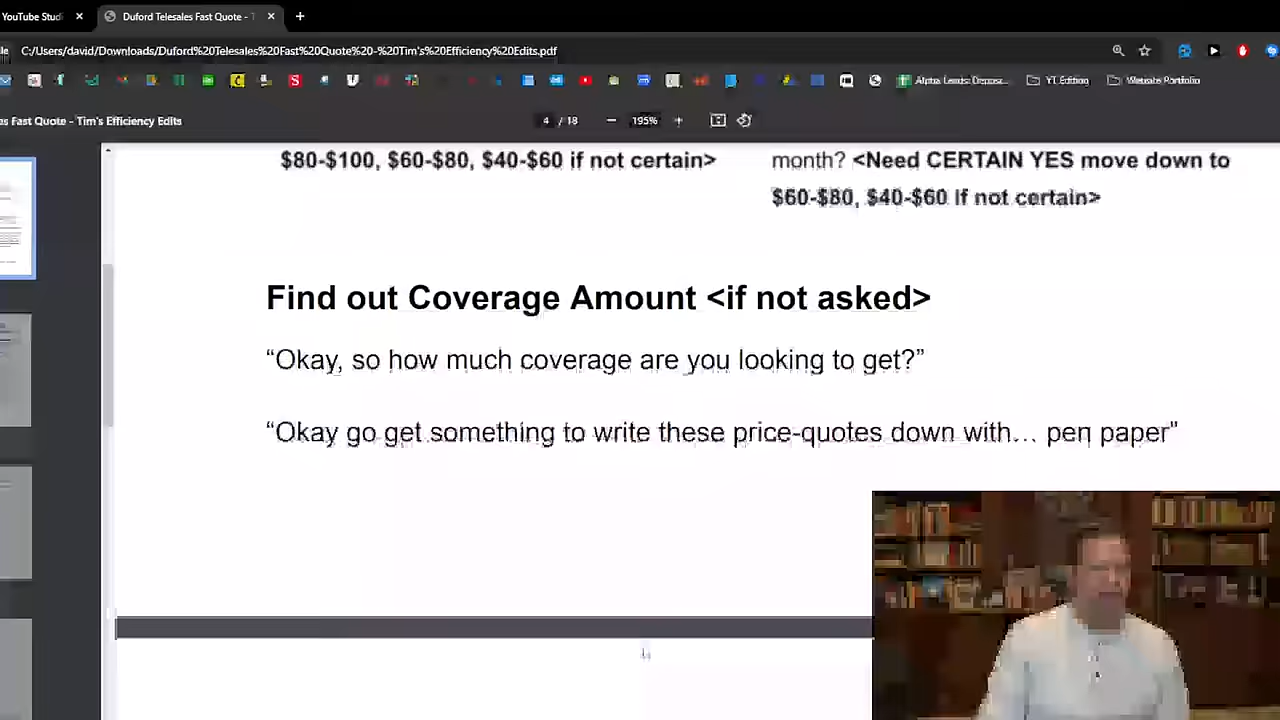 YouTube Studi
Duford Telesales Fast Quote - T
C:/Users/david/Downloads/Duford%20Telesales%20Fast%20Quote%20-%20Tim's%20Efficiency%20Edits.pdf
Alpha Leads: Deposi...
YT Edition
Website Portfolio
es Fast Quote - Tim's Efficiency Edits
4 / 18
195%
$80-$100, $60-$80, $40-$60 if not certain>
month? <Need CERTAIN YES move down to
$60-$80, $40-$60 if not certain>
Find out Coverage Amount <if not asked>
“Okay, so how much coverage are you looking to get?”
“Okay go get something to write these price-quotes down with… pen paper”